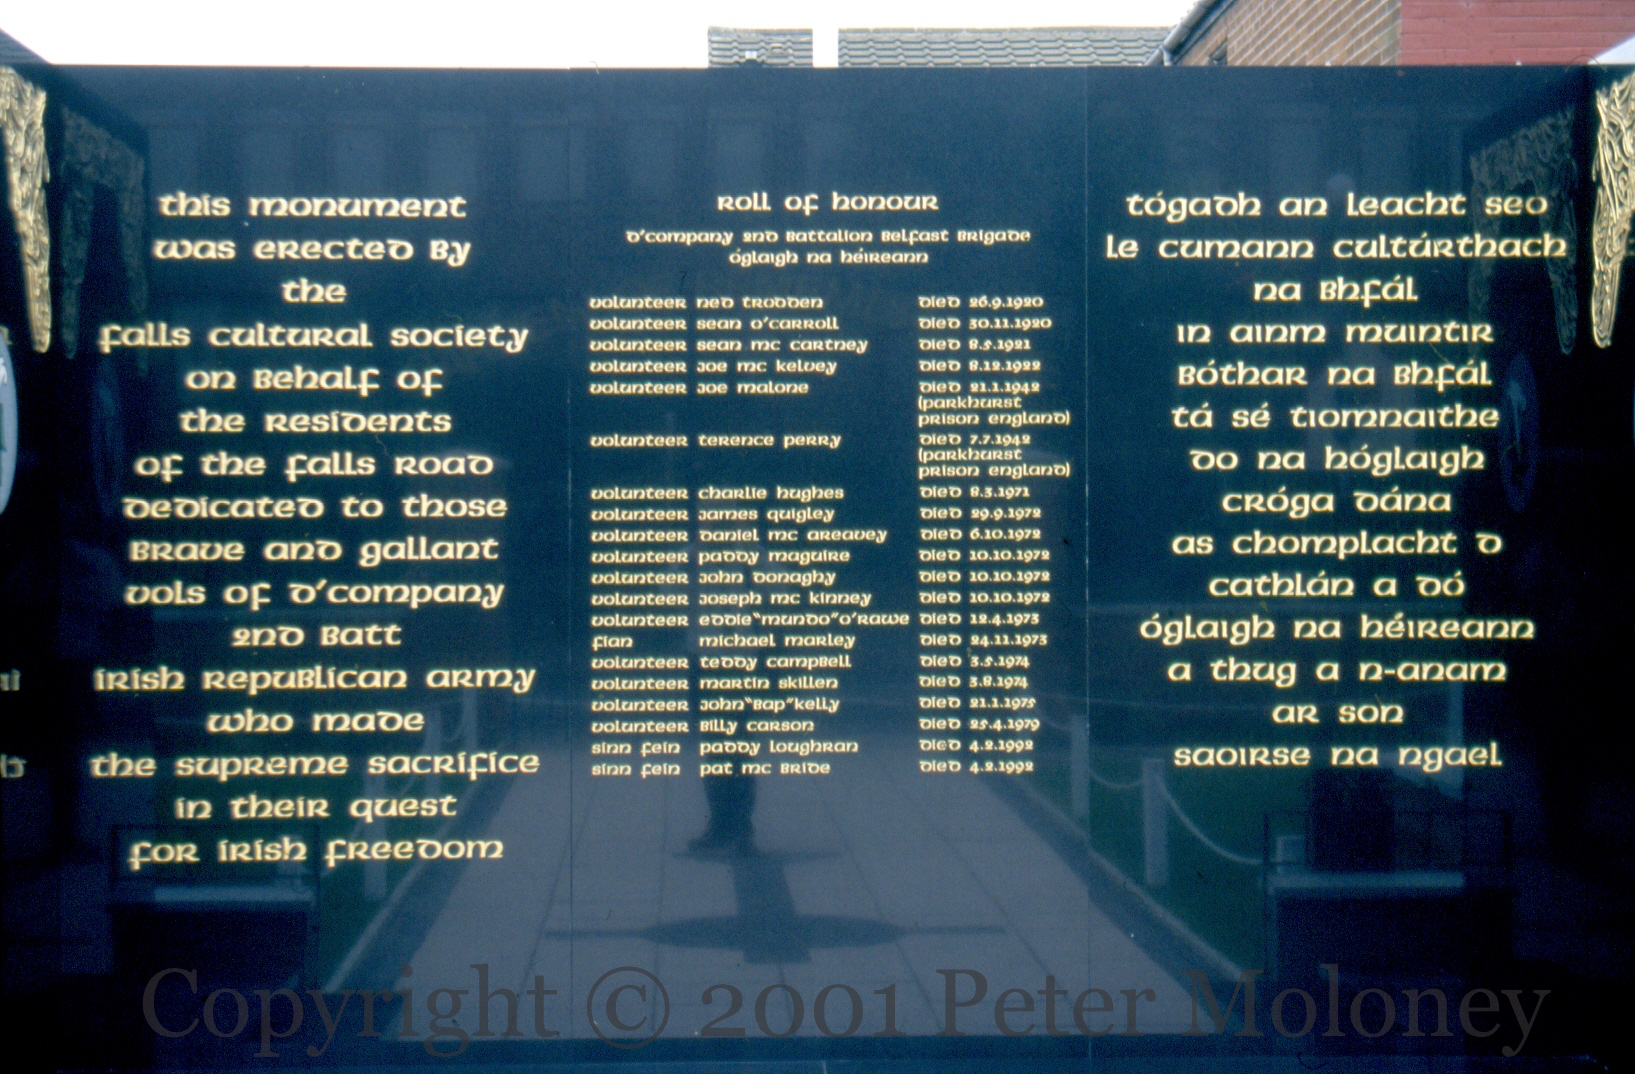 this monument
was erected by
the
falls cultural society
on behalf of
the residents
of the falls road
dedicated to those
brave and gallant
vols of d'company
2nd batt
irish republican army
who made
the supreme sacrifice
in their quest
for irish freedom
roll of honour
d'company 2nd battalion belfast brigade
óglaigh na héireann
volunteer ned trodden died 26.9.1920
volunteer sean o'carroll died 30.11.1920
volunteer sean mc cartney died 8.5.1921
volunteer joe mc kelvey died 8.12.1922
volunteer joe malone died 21.1.1942
(parkhurst
prison england)
volunteer terence perry died 7.7.1942
(parkhurst
prison england)
volunteer charlie hughes died 8.3.1971
volunteer james quigley died 29.9.1972
volunteer daniel mc areavey died 6.10.1972
volunteer paddy maguire died 10.10.1972
volunteer john donaghy died 10.10.1972
volunteer joseph mc kinney died 10.10.1972
volunteer eddie"mundo"o'rawe died 12.4.1973
fian michael marley died 24.11.1973
volunteer teddy campbell died 3.5.1974
volunteer martin skillen died 3.8.1974
volunteer john"bap"kelly died 21.1.1975
volunteer billy carson died 25.4.1979
sinn fein paddy loughran died 4.2.1992
sinn fein pat mc bride died 4.2.1992
tógadh an leacht seo
le cumann cultúrthach
na bhfál
in ainm muintir
bóthar na bhfál
tá sé tiomnaithe
do na hóglaigh
cróga dána
as chomplacht d
cathlán a dó
óglaigh na héireann
a thug a n-anam
ar son
saoirse na ngael
Copyright © 2001 Peter Moloney